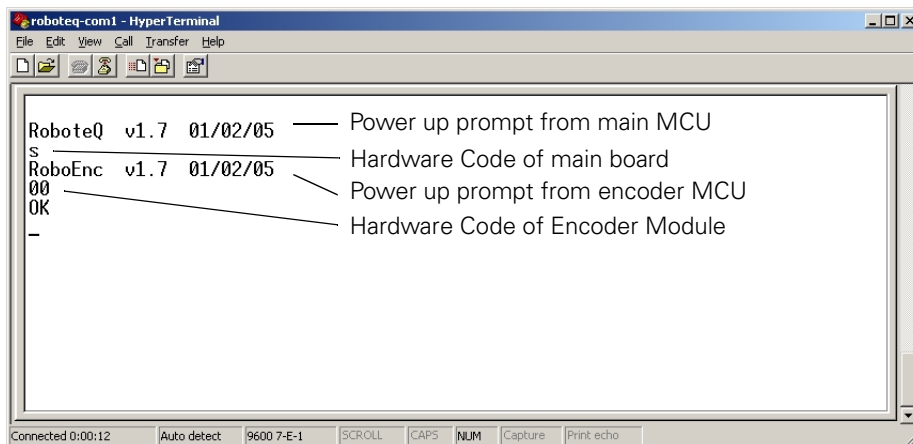 roboteq-com1 - HyperTerminal
File Edit View Call Transfer Help
RoboteQ v1.7 01/02/05 Power up prompt from main MCU
s Hardware Code of main board
RoboEnc v1.7 01/02/05 Power up prompt from encoder MCU
00 Hardware Code of Encoder Module
OK
_
Connected 0:00:12 Auto detect 9600 7-E-1 SCROLL CAPS NUM Capture Print echo